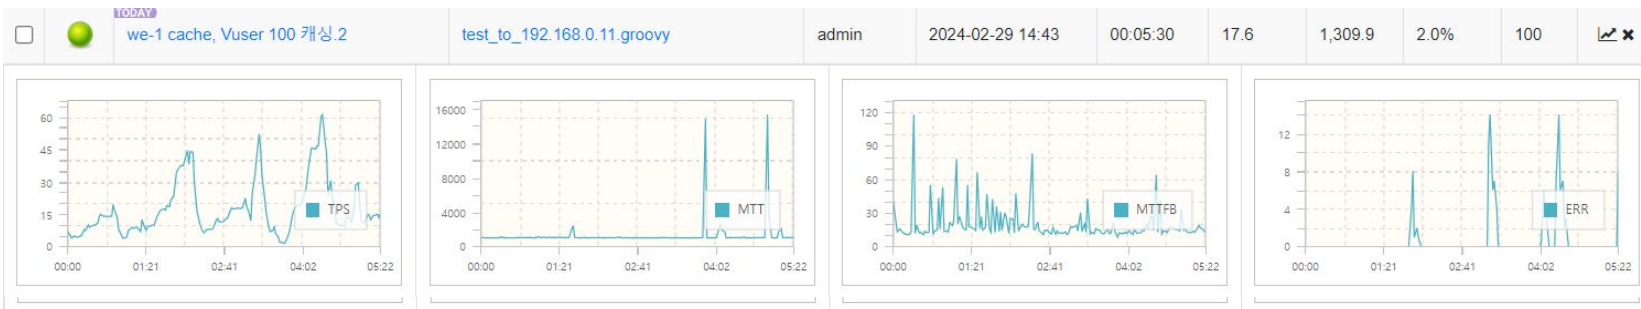 TODAY
we-1 cache, Vuser 100 캐싱.2 test_to_192.168.0.11.groovy admin 2024-02-29 14:43 00:05:30 17.6 1,309.9 2.0% 100
60
45
30
15
0
00:00 01:21 02:41 04:02 05:22
TPS
16000
12000
8000
4000
0
00:00 01:21 02:41 04:02 05:22
MTT
120
90
60
30
0
00:00 01:21 02:41 04:02 05:22
MTTFB
12
8
4
0
00:00 01:21 02:41 04:02 05:22
ERR